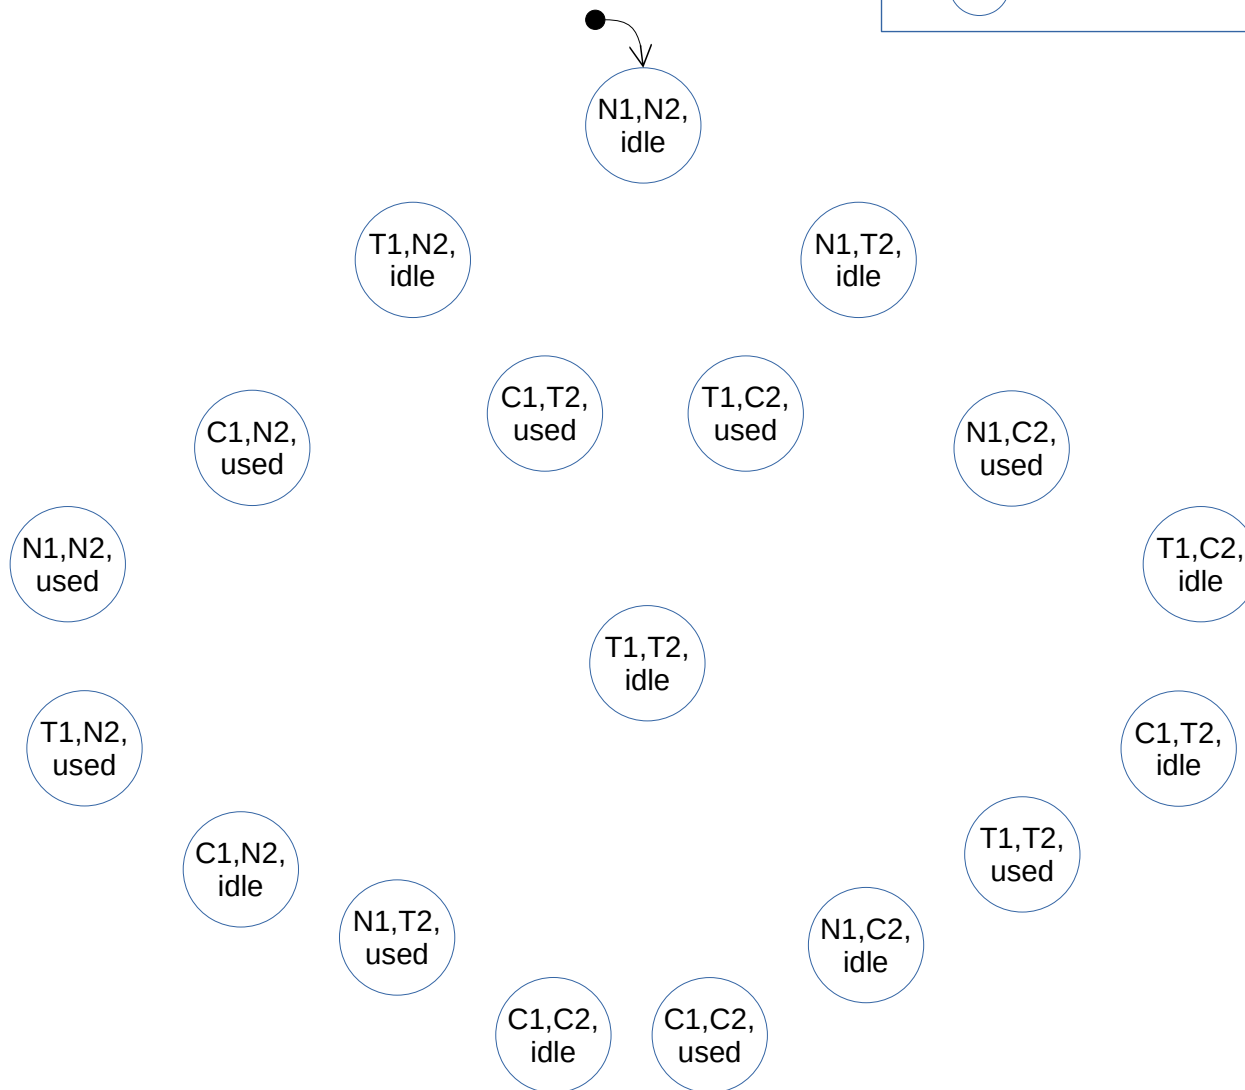 N1,N2,
idle
T1,N2,
idle
N1,T2,
idle
C1,T2,
used
T1,C2,
used
C1,N2,
used
N1,C2,
used
N1,N2,
used
T1,C2,
idle
T1,T2,
idle
T1,N2,
used
C1,T2,
idle
T1,T2,
used
C1,N2,
idle
N1,T2,
used
N1,C2,
idle
C1,C2,
idle
C1,C2,
used